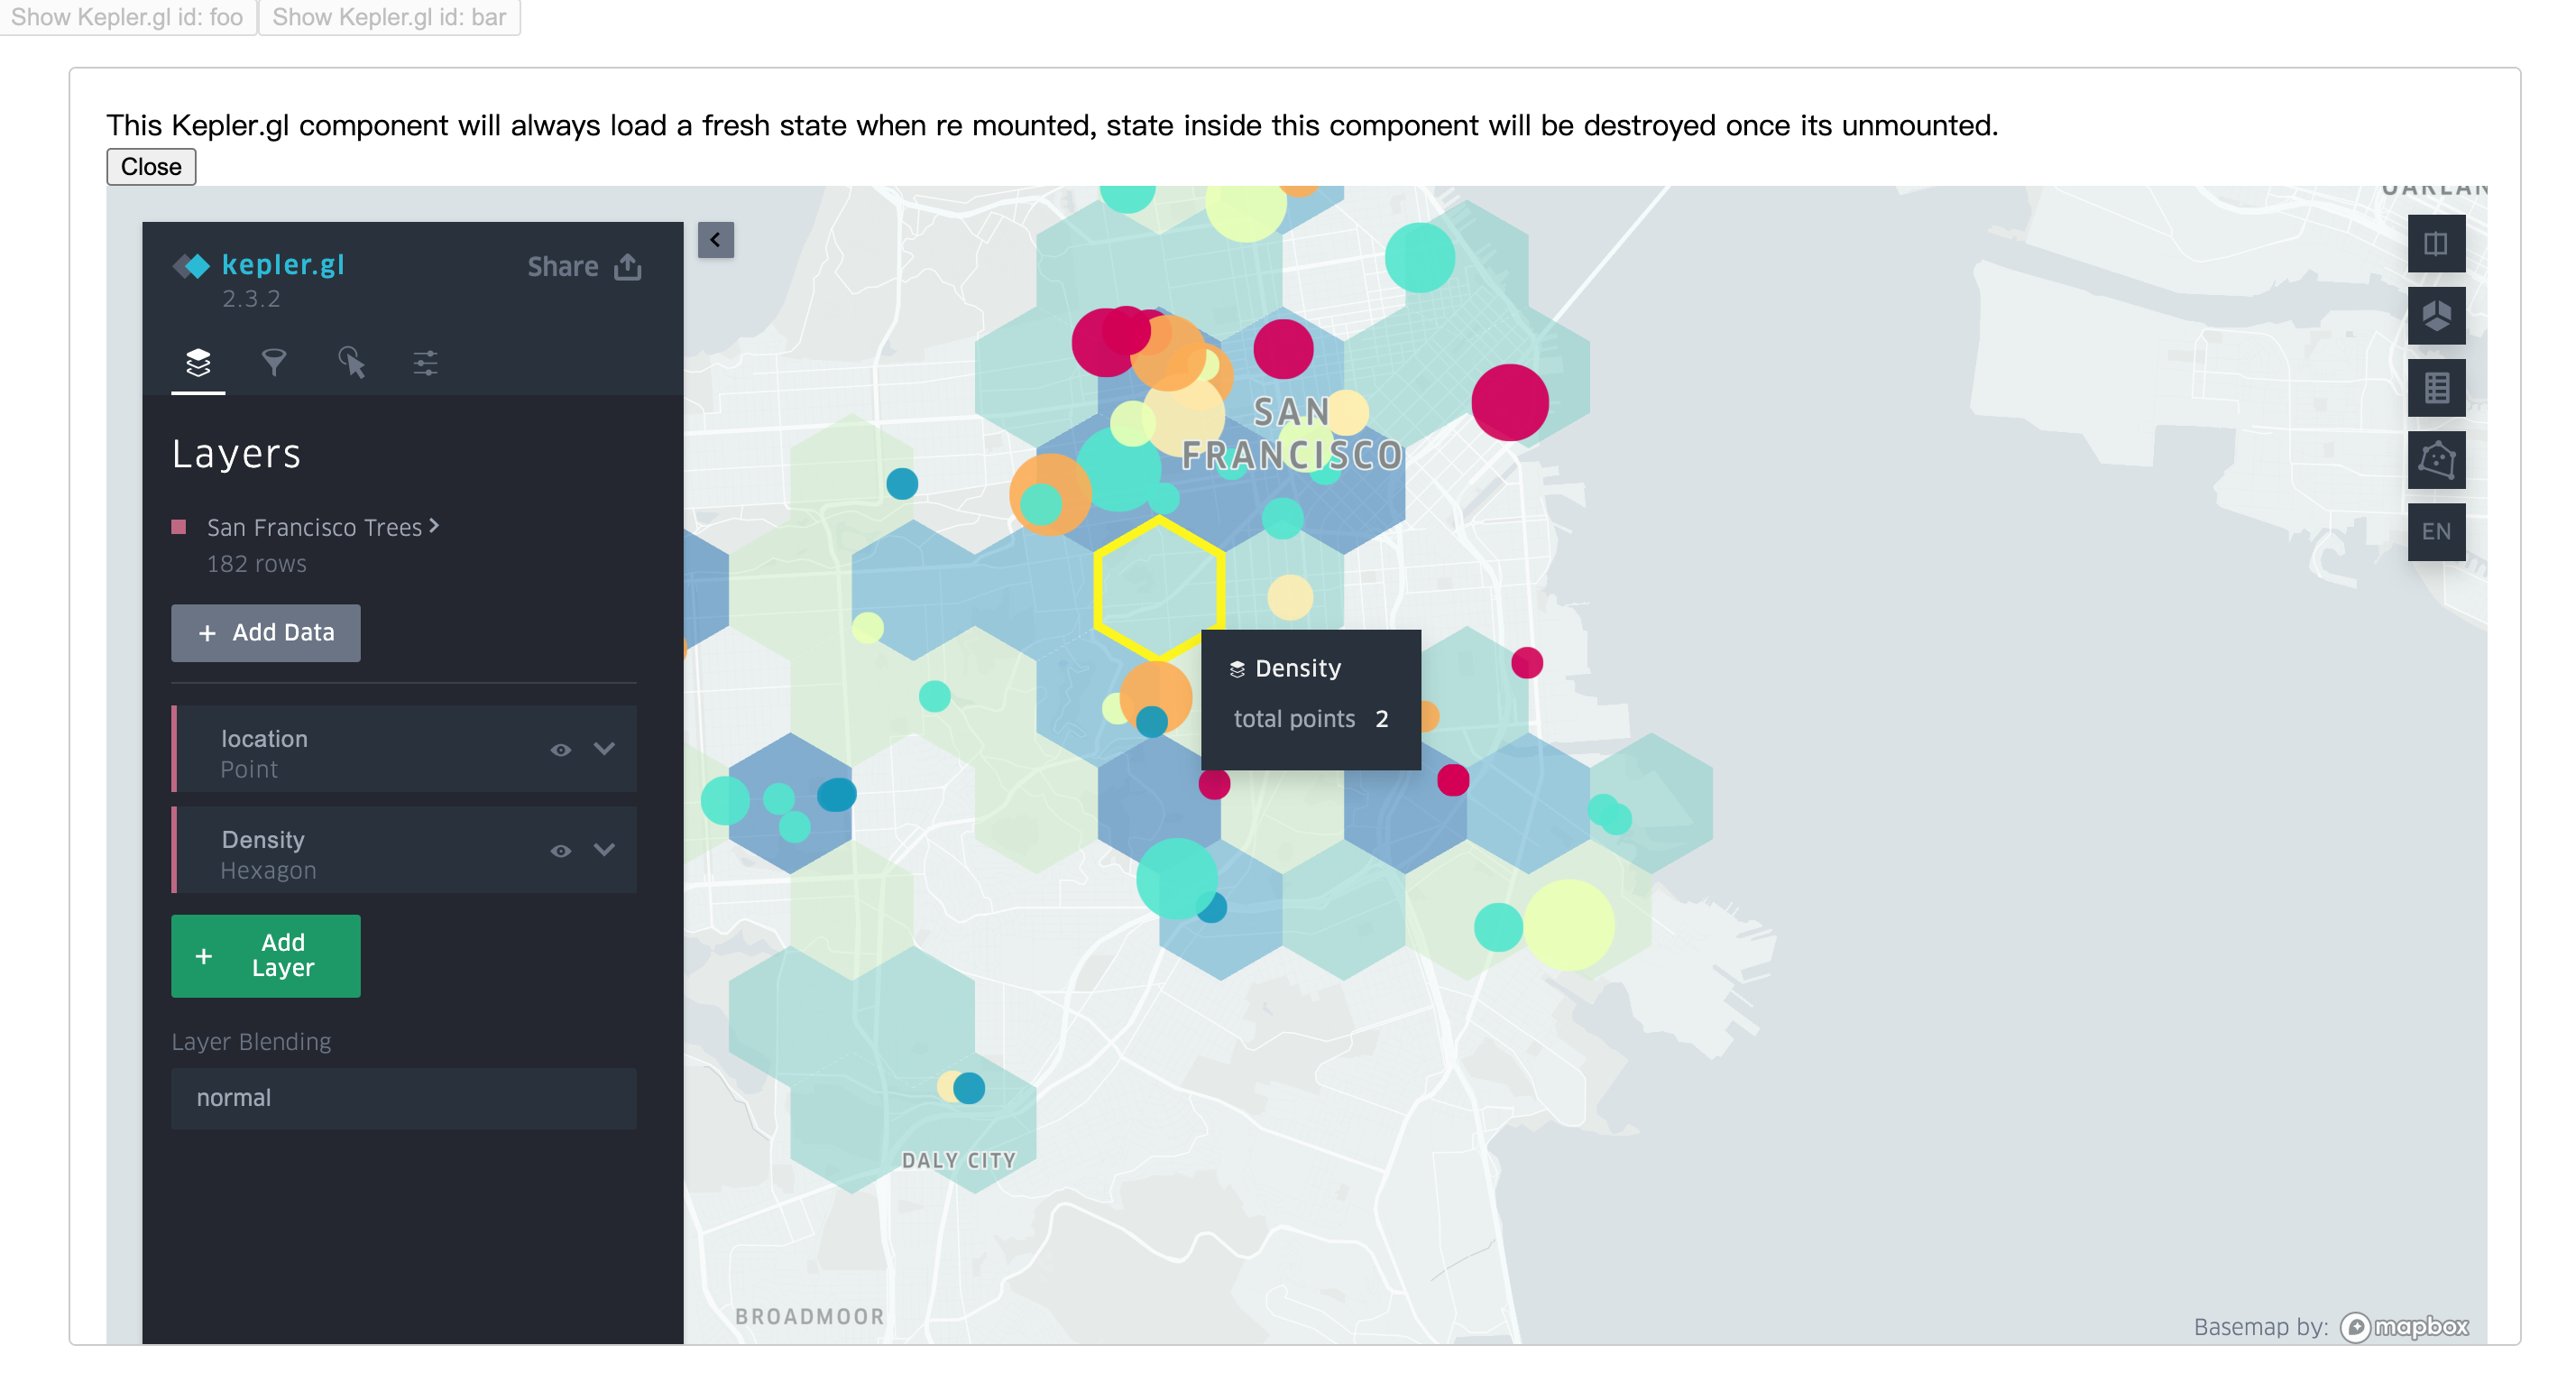 Show Kepler.gl id: foo
Show Kepler.gl id: bar
This Kepler.gl component will always load a fresh state when re mounted, state inside this component will be destroyed once its unmounted.
Close
kepler.gl
2.3.2
Share
Layers
San Francisco Trees
182 rows
+ Add Data
location
Point
Density
Hexagon
+ Add
Layer
Layer Blending
normal
SAN
FRANCISCO
Density
total points 2
DALY CITY
BROADMOOR
EN
Basemap by: mapbox